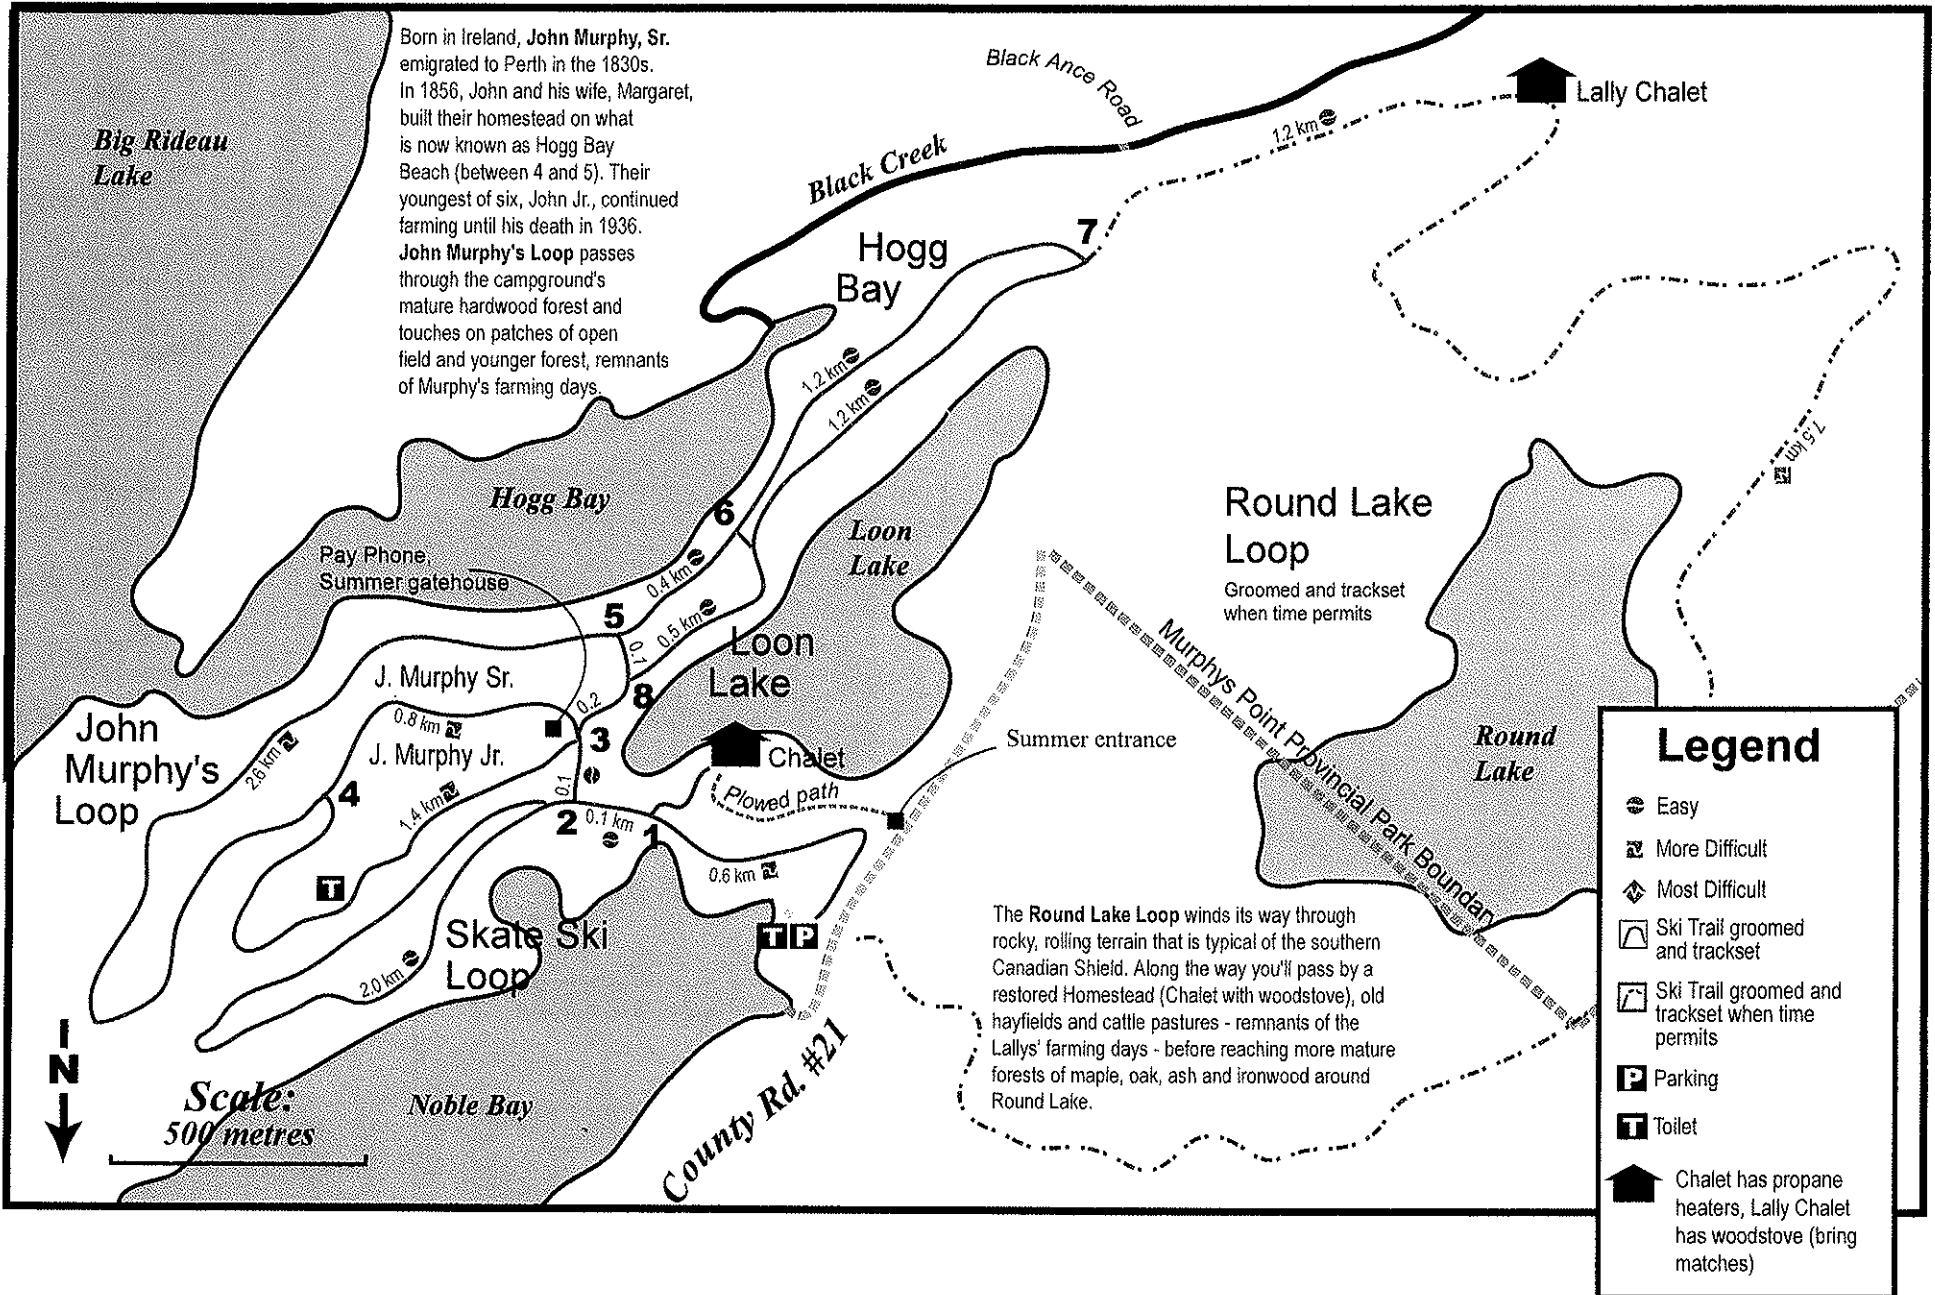 Born in Ireland, John Murphy, Sr.
emigrated to Perth in the 1830s.
In 1856, John and his wife, Margaret,
built their homestead on what
is now known as Hogg Bay
Beach (between 4 and 5). Their
youngest of six, John Jr., continued
farming until his death in 1936.
John Murphy's Loop passes
through the campground's
mature hardwood forest and
touches on patches of open
field and younger forest, remnants
of Murphy's farming days.
Big Rideau
Lake
Black Ance Road
Black Creek
1.2 km
Lally Chalet
7
Hogg
Bay
1.2 km
1.2 km
7.5 km
Hogg Bay
6
Loon
Lake
Round Lake
Loop
Groomed and trackset
when time permits
Pay Phone,
Summer gatehouse
0.4 km
5
0.1
0.5 km
Loon
Lake
Murphys Point Provincial Park Boundary
J. Murphy Sr.
8
0.2
0.8 km
3
John
Murphy's
Loop
2.6 km
J. Murphy Jr.
Chalet
Summer entrance
Round
Lake
4
1.4 km
0.1
Plowed path
2
0.1 km
1
0.6 km
T
Skate Ski
Loop
2.0 km
T P
The Round Lake Loop winds its way through
rocky, rolling terrain that is typical of the southern
Canadian Shield. Along the way you'll pass by a
restored Homestead (Chalet with woodstove), old
hayfields and cattle pastures - remnants of the
Lallys' farming days - before reaching more mature
forests of maple, oak, ash and ironwood around
Round Lake.
N
Scale:
500 metres
Noble Bay
County Rd. #21
Legend
Easy
More Difficult
Most Difficult
Ski Trail groomed
and trackset
Ski Trail groomed and
trackset when time
permits
P Parking
T Toilet
Chalet has propane
heaters, Lally Chalet
has woodstove (bring
matches)